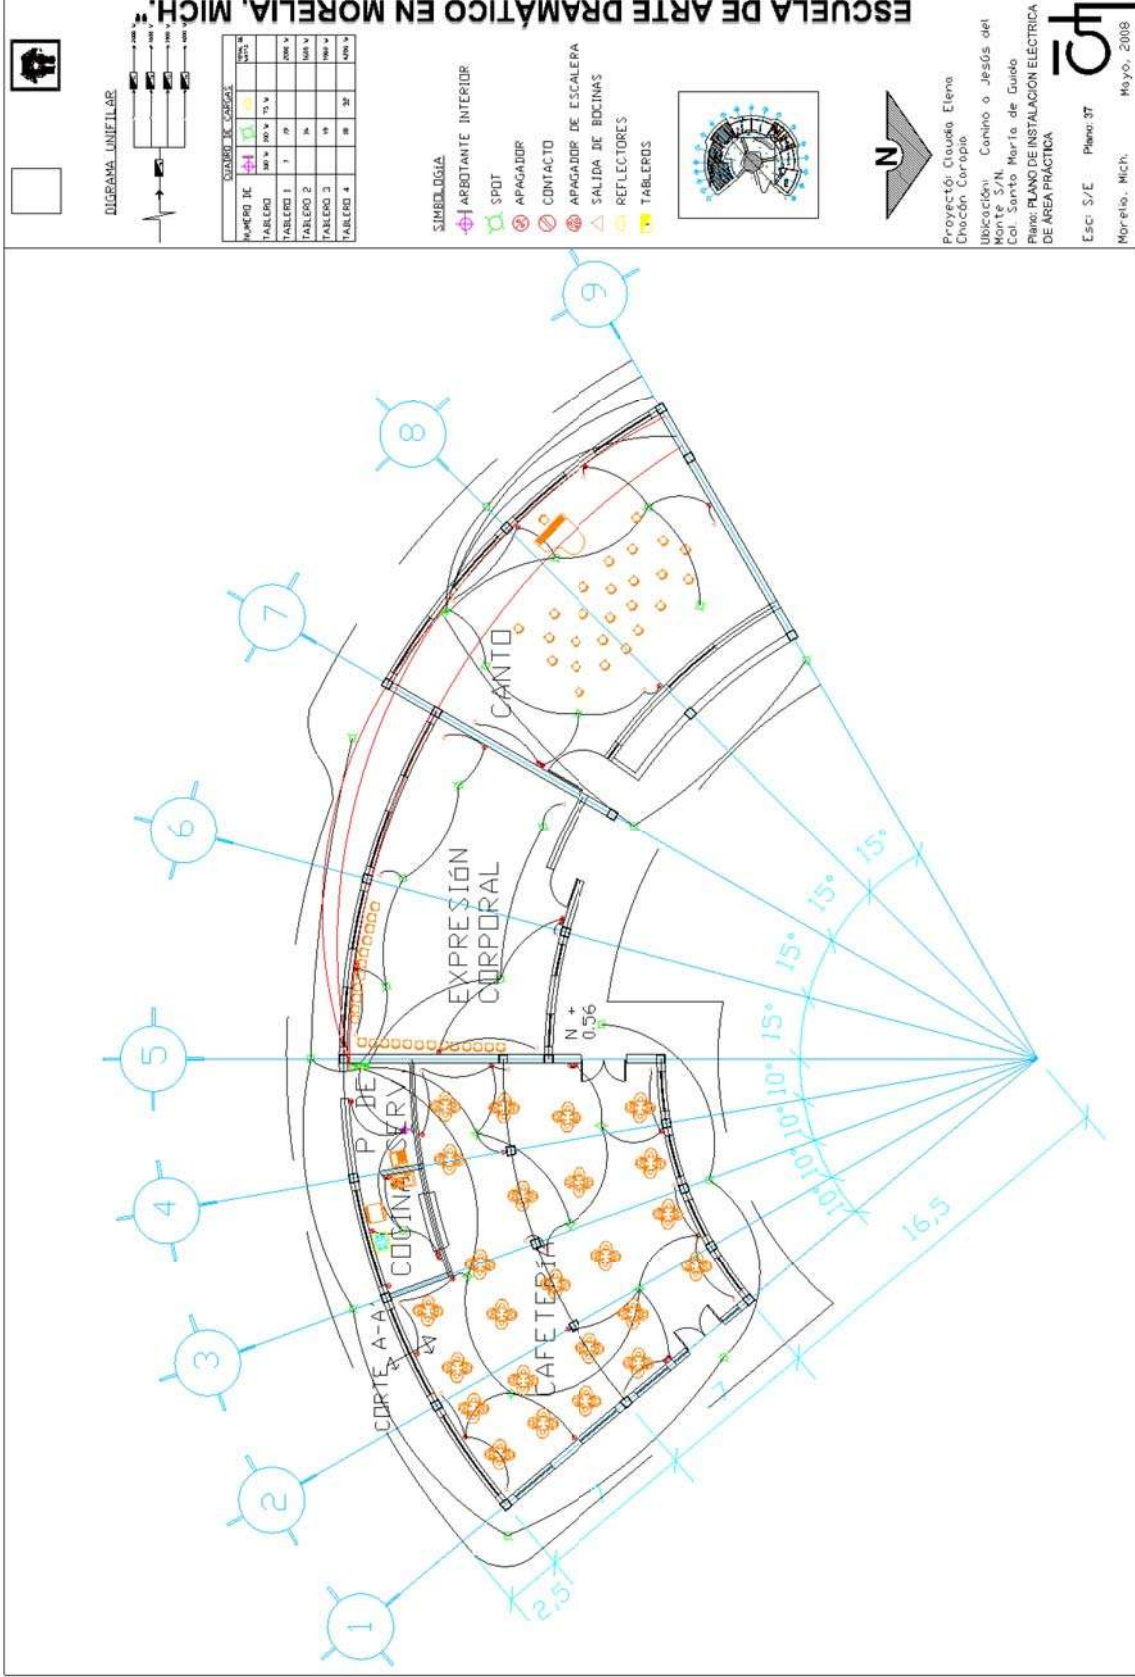 ESCUELA DE ARTE DRAMÁTICO EN MORELIA, MICH.".
DIGRAMA UNIFILAR
CUADRO DE CARGAS
NUMERO DE
TABLERO
TABLERO 1
TABLERO 2
TABLERO 3
TABLERO 4
SIMBOLOGíA
ARBOTANTE INTERIOR
SPOT
APAGADOR
CONTACTO
APAGADOR DE ESCALERA
SALIDA DE BOCINAS
REFLECTORES
TABLEROS
N
Proyectó: Claudia Elena
Chacón Carapia
Ubicación: Camino a Jesús del
Monte S/N.
Col. Santa María de Guido
Plano: PLANO DE INSTALACIÓN ELÉCTRICA
DE ÁREA PRÁCTICA
Esc: S/E Plano: 37
Morelia, Mich. Mayo, 2008
1
2
3
4
5
6
7
8
9
CORTE A-A'
COCINA
P. DE
SERV
CAFETERÍA
EXPRESIÓN
CORPORAL
CANTO
N +
0.56
10°
10°
10°
10°
15°
15°
15°
15°
2,5
7
7
16,5